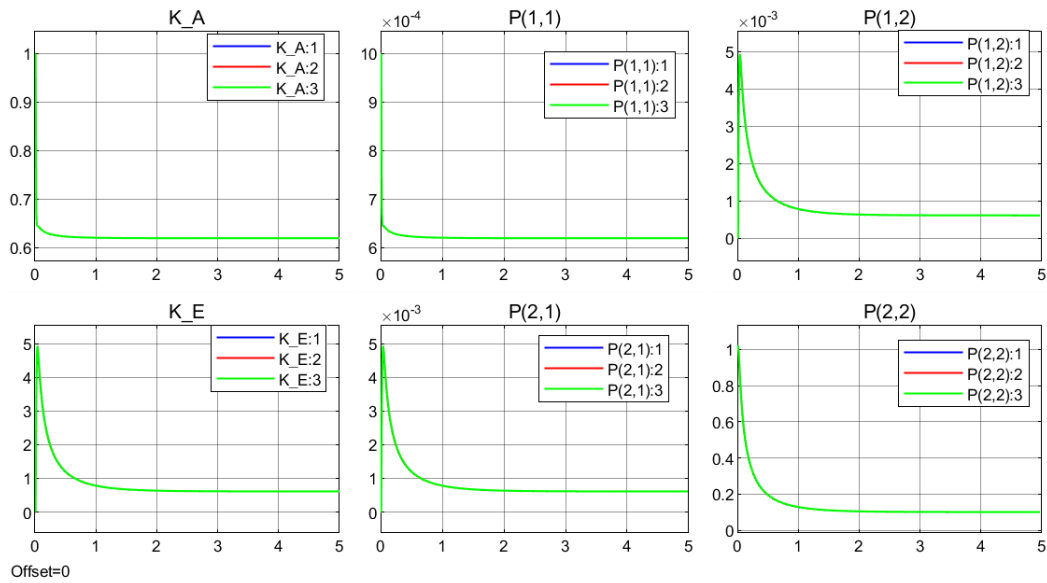 K_A
1
0.9
0.8
0.7
0.6
0 1 2 3 4 5
K_A:1
K_A:2
K_A:3
P(1,1)
×10⁻⁴
10
9
8
7
6
0 1 2 3 4 5
P(1,1):1
P(1,1):2
P(1,1):3
P(1,2)
×10⁻³
5
4
3
2
1
0
0 1 2 3 4 5
P(1,2):1
P(1,2):2
P(1,2):3
K_E
5
4
3
2
1
0
0 1 2 3 4 5
K_E:1
K_E:2
K_E:3
P(2,1)
×10⁻³
5
4
3
2
1
0
0 1 2 3 4 5
P(2,1):1
P(2,1):2
P(2,1):3
P(2,2)
1
0.8
0.6
0.4
0.2
0
0 1 2 3 4 5
P(2,2):1
P(2,2):2
P(2,2):3
Offset=0